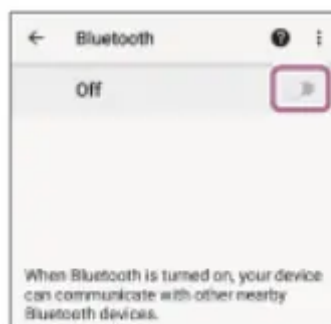 Bluetooth
Off
When Bluetooth is turned on, your device
can communicate with other nearby
Bluetooth devices.